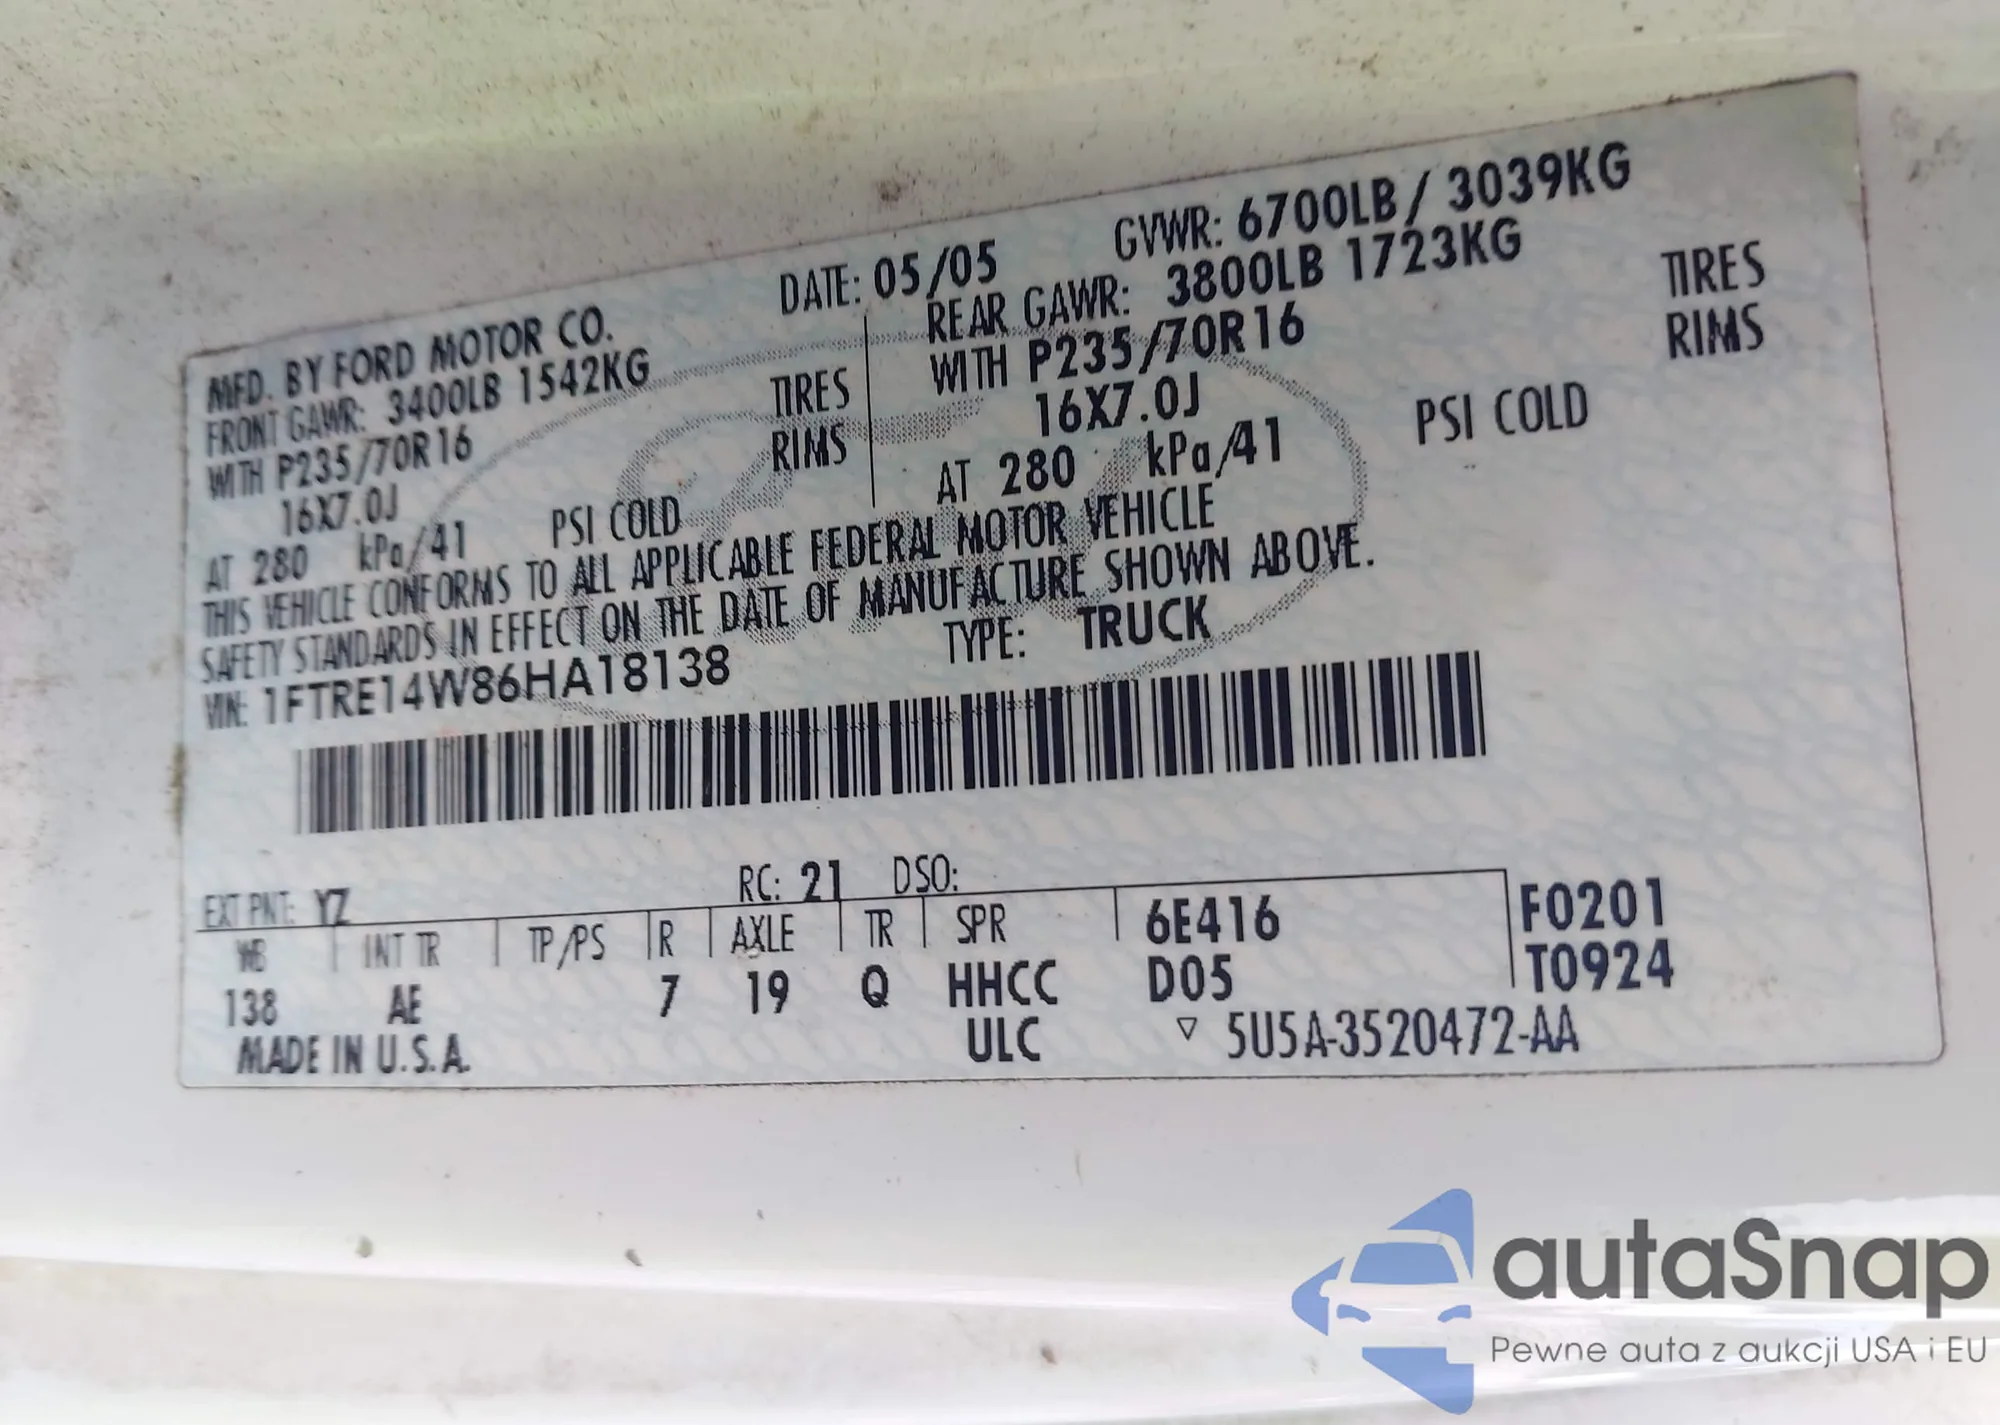 MFD. BY FORD MOTOR CO.
DATE: 05/05
GVWR: 6700LB / 3039KG
FRONT GAWR: 3400LB 1542KG
WITH P235/70R16 TIRES
16X7.0J RIMS
AT 280 kPa/41 PSI COLD
REAR GAWR: 3800LB 1723KG
WITH P235/70R16 TIRES
16X7.0J RIMS
AT 280 kPa/41 PSI COLD
THIS VEHICLE CONFORMS TO ALL APPLICABLE FEDERAL MOTOR VEHICLE
SAFETY STANDARDS IN EFFECT ON THE DATE OF MANUFACTURE SHOWN ABOVE.
VIN: 1FTRE14W86HA18138
TYPE: TRUCK
EXT PNT: YZ RC: 21 DSO:
WB INT TR TP/PS R AXLE TR SPR 6E416 F0201
138 AE 7 19 Q HHCC D05 T0924
MADE IN U.S.A. ULC ▽ 5U5A-3520472-AA
autaSnap
Pewne auta z aukcji USA i EU